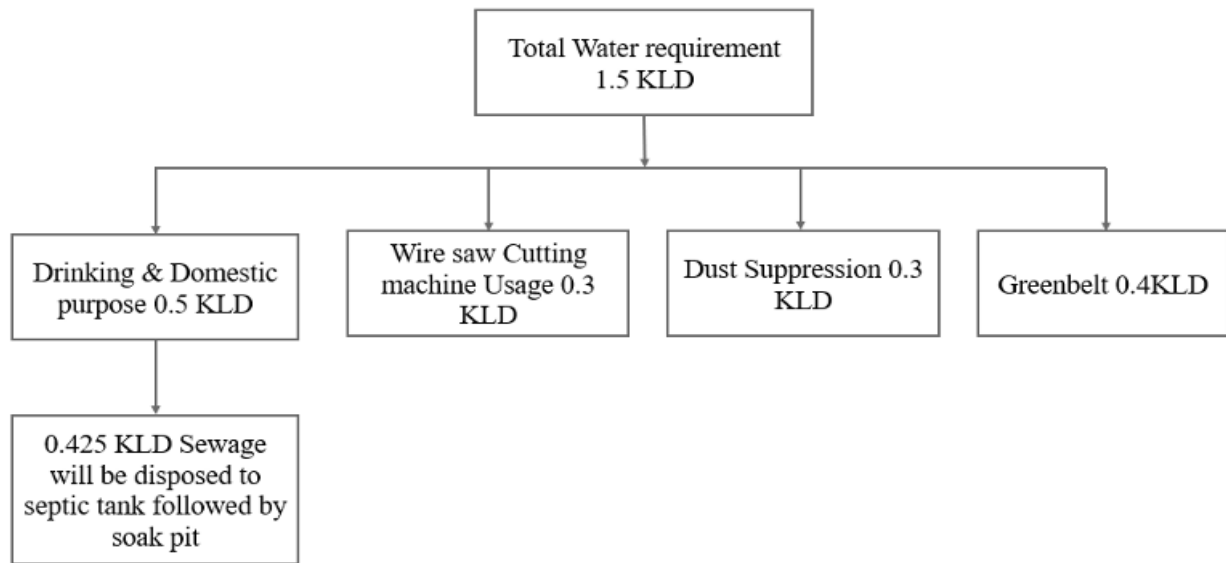 Total Water requirement
1.5 KLD
Drinking & Domestic
purpose 0.5 KLD
Wire saw Cutting
machine Usage 0.3
KLD
Dust Suppression 0.3
KLD
Greenbelt 0.4KLD
0.425 KLD Sewage
will be disposed to
septic tank followed by
soak pit